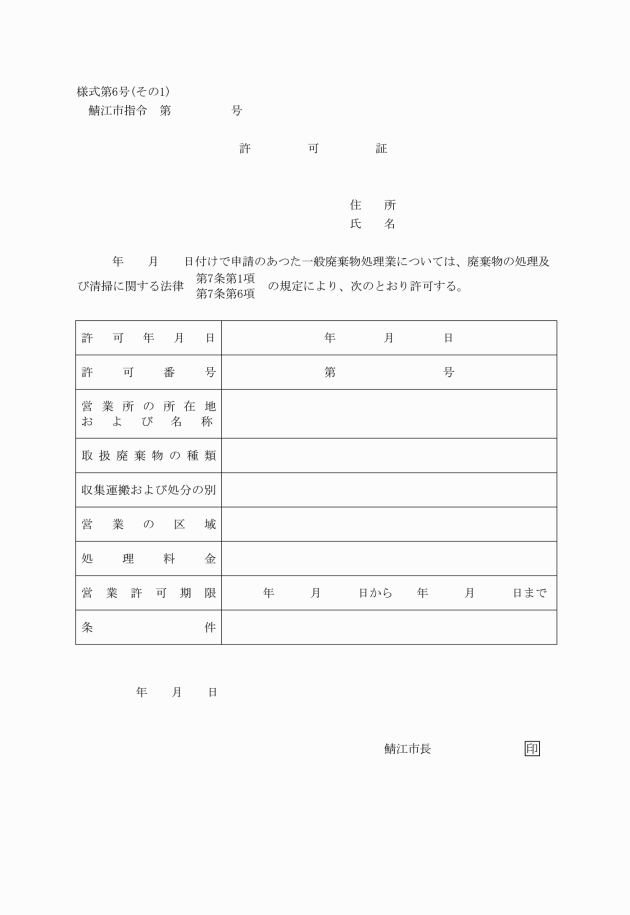 様式第6号(その1)
鯖江市指令　第　　　　　号
許　　　　可　　　　証
住　　所
氏　　名
年　　月　　日付けで申請のあつた一般廃棄物処理業については、廃棄物の処理及
び清掃に関する法律　第7条第1項　の規定により、次のとおり許可する。
第7条第6項
許　可　年　月　日　　　　年　　　　月　　　　日
許　可　番　号　　　　第　　　　　　　　号
営業所の所在地
および名称
取扱廃棄物の種類
収集運搬および処分の別
営業の区域
処理料金
営業許可期限　　　年　　　月　　　日から　　年　　　月　　　日まで
条　　　　件
年　　月　　日
鯖江市長　　　　　　　　印